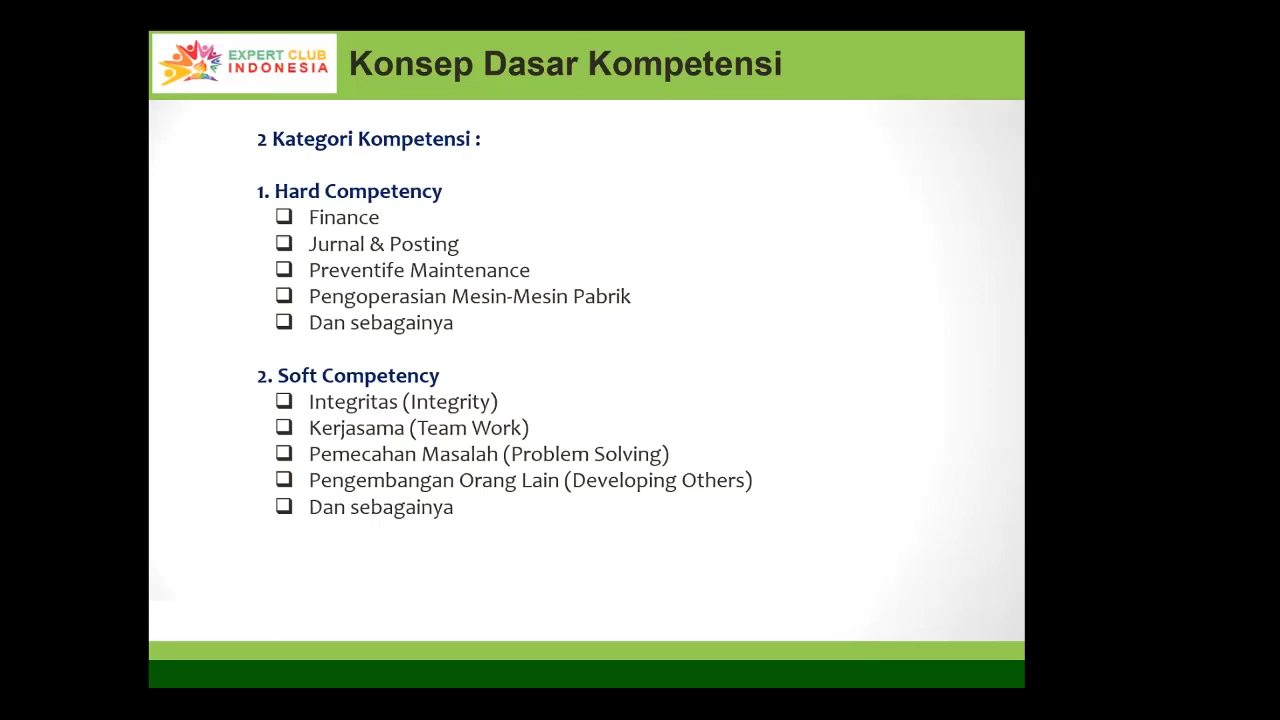 EXPERT CLUB
INDONESIA
Konsep Dasar Kompetensi
2 Kategori Kompetensi :
1. Hard Competency
Finance
Jurnal & Posting
Preventife Maintenance
Pengoperasian Mesin-Mesin Pabrik
Dan sebagainya
2. Soft Competency
Integritas (Integrity)
Kerjasama (Team Work)
Pemecahan Masalah (Problem Solving)
Pengembangan Orang Lain (Developing Others)
Dan sebagainya